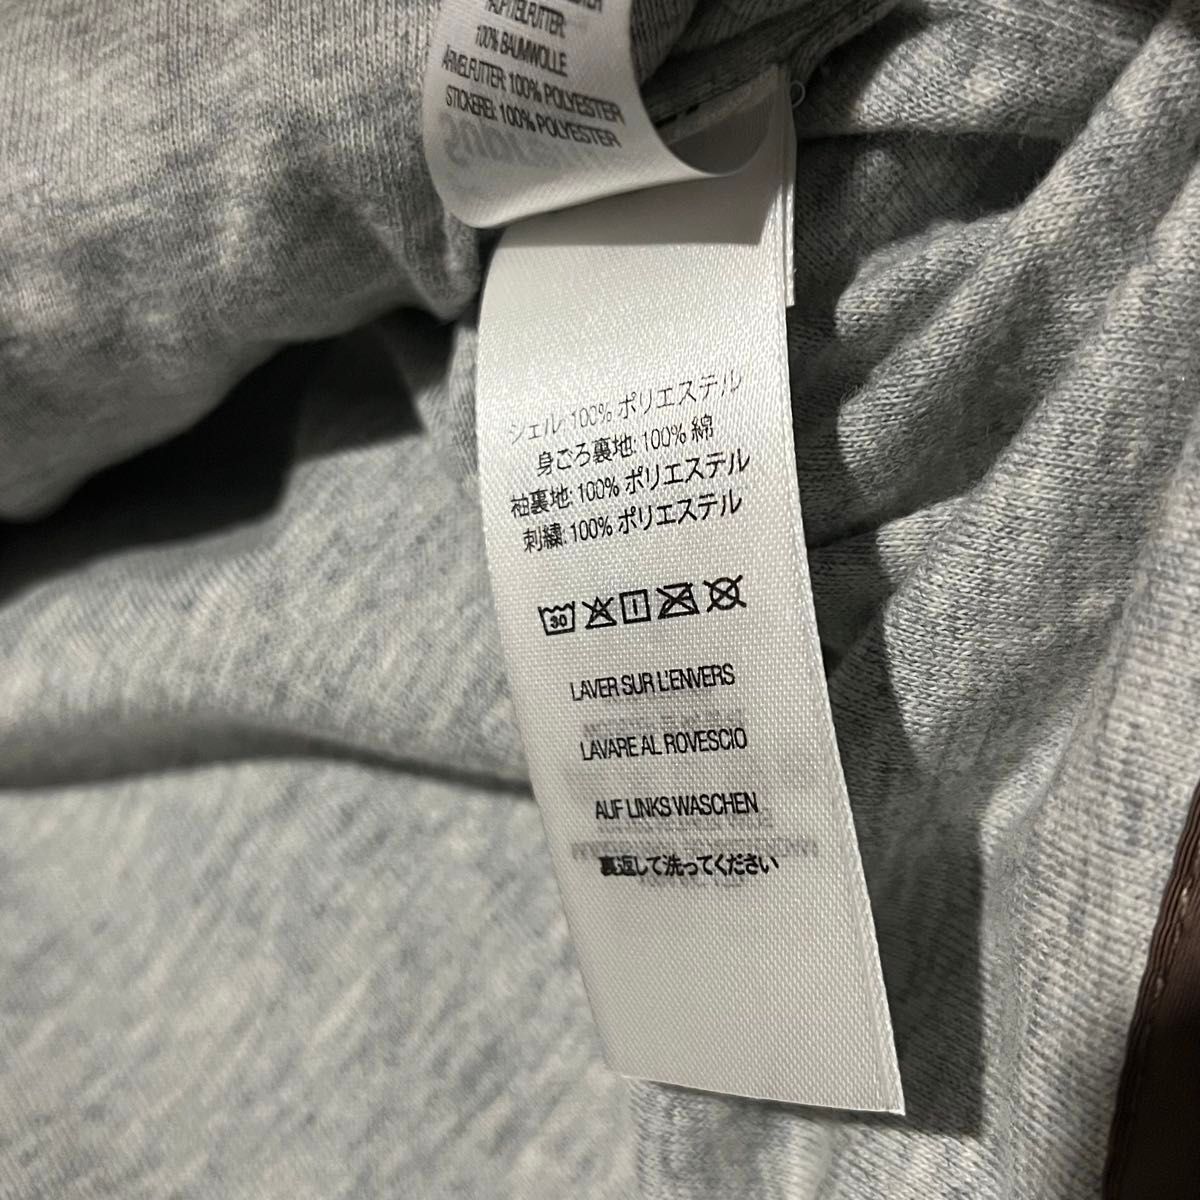 HAUPTFUTTER:
100% BAUMWOLLE
ÄRMELFUTTER: 100% POLYESTER
STICKEREI: 100% POLYESTER
シェル: 100% ポリエステル
身ごろ裏地: 100% 綿
袖裏地: 100% ポリエステル
刺繍: 100% ポリエステル
30
LAVER SUR L'ENVERS
LAVARE AL ROVESCIO
AUF LINKS WASCHEN
裏返して洗ってください